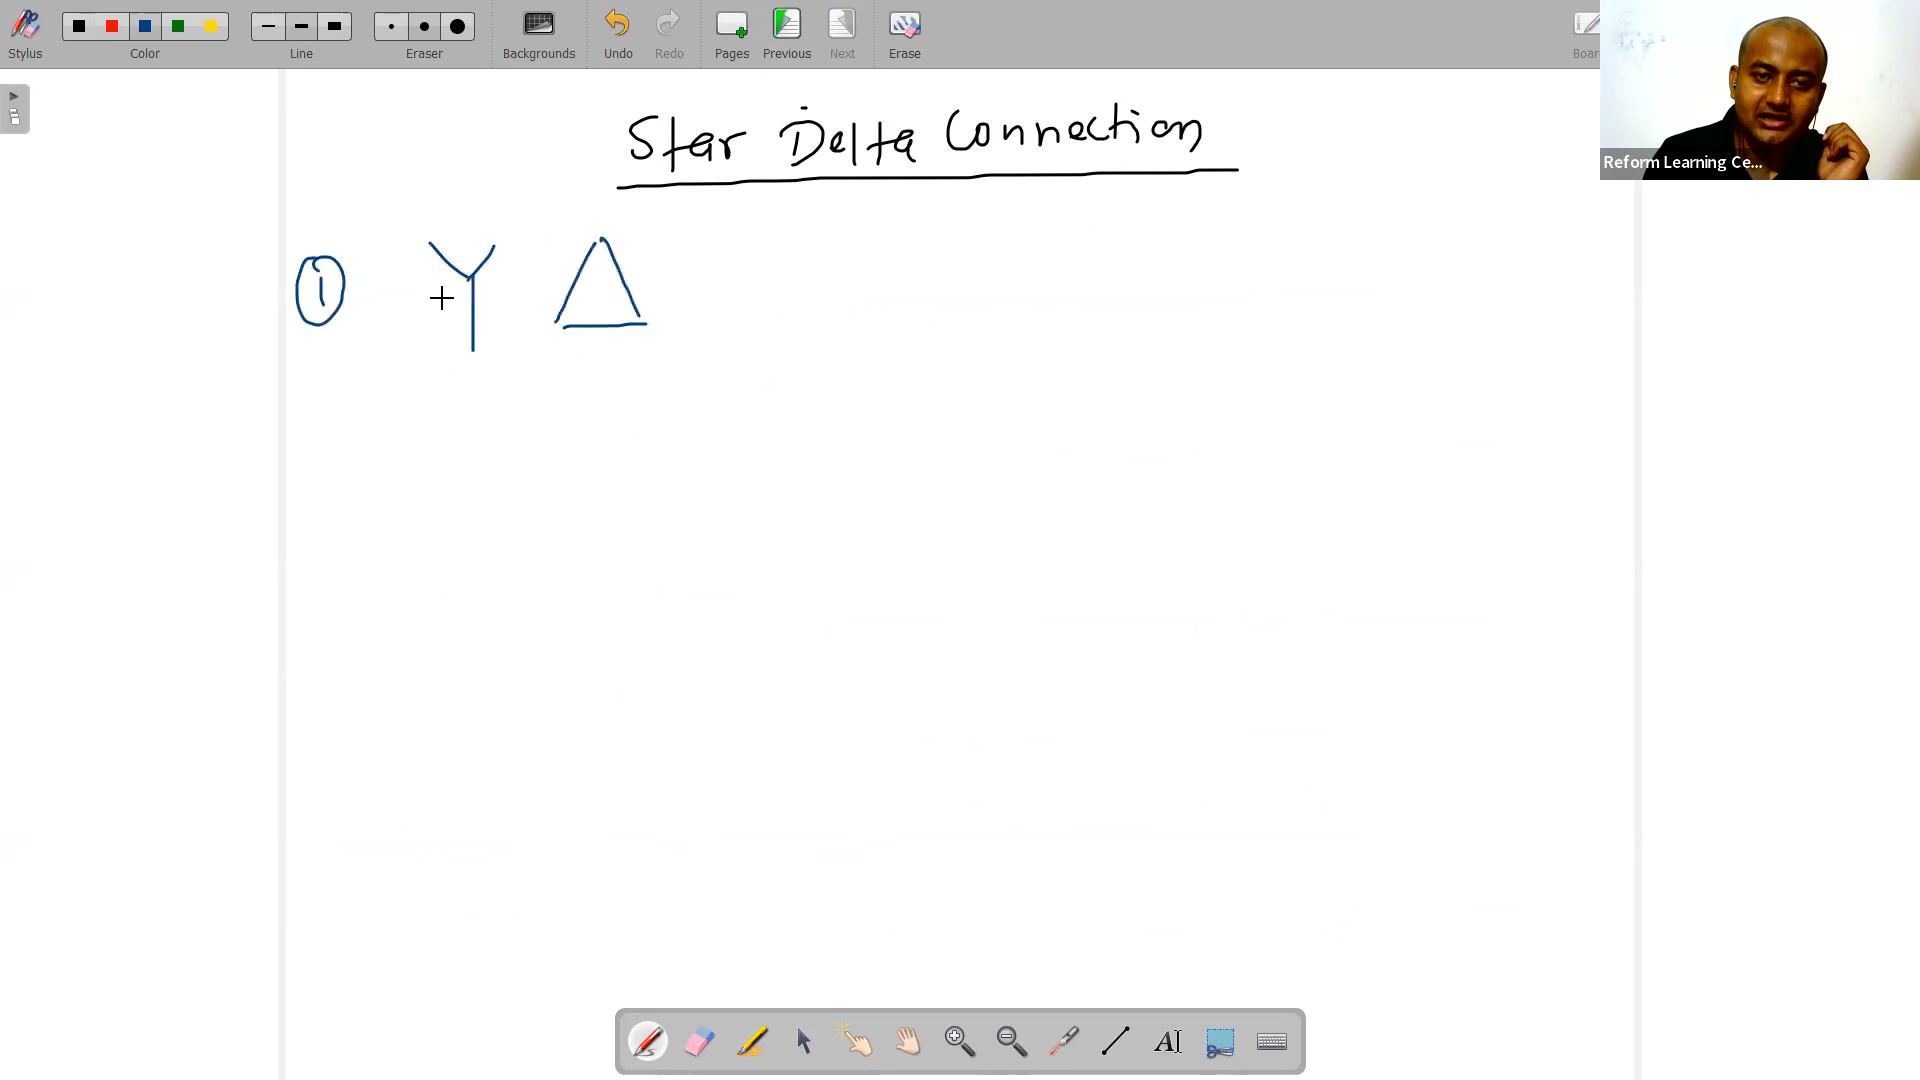 Stylus Color Line Eraser Backgrounds Undo Redo Pages Previous Next Erase
Reform Learning Ce...
Star Delta Connection
1 Y Δ
A